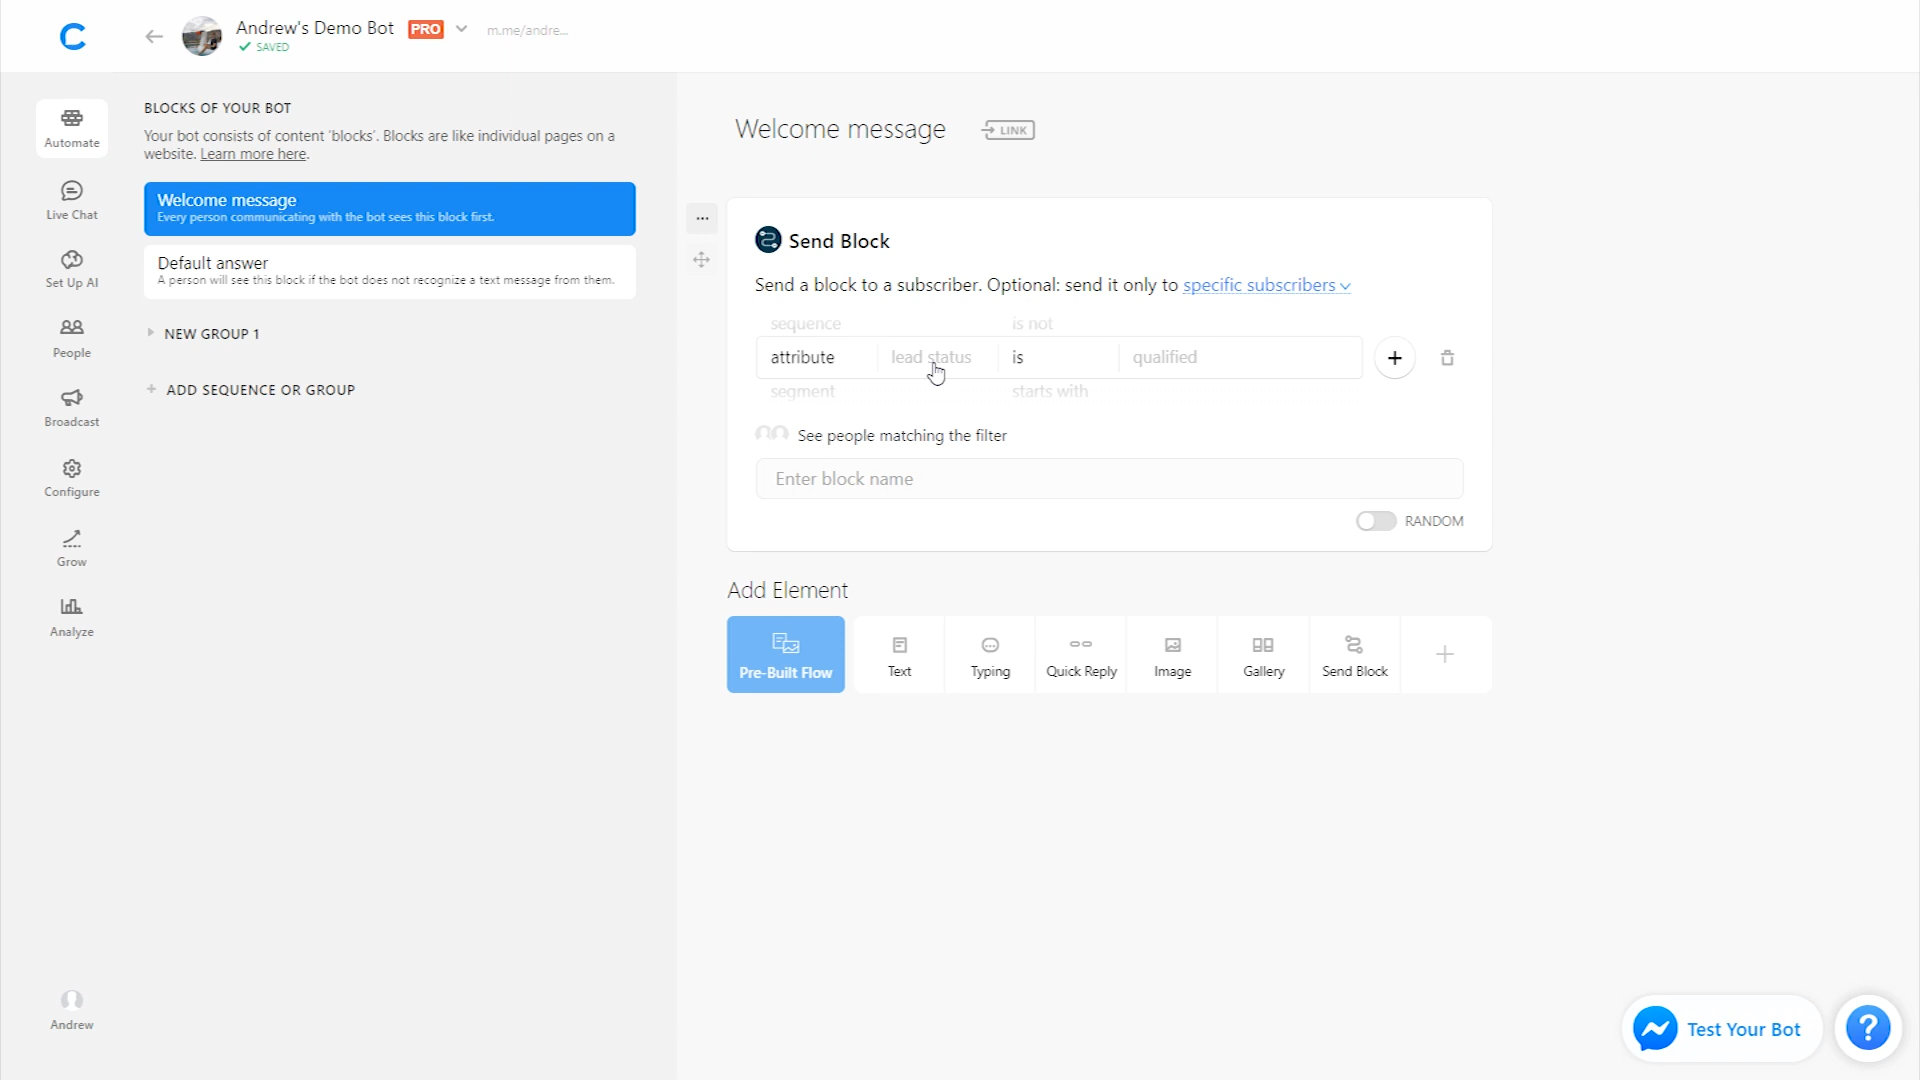 Andrew's Demo Bot PRO m.me/andre...
SAVED
Automate
Live Chat
Set Up AI
People
Broadcast
Configure
Grow
Analyze
Andrew
BLOCKS OF YOUR BOT
Your bot consists of content 'blocks'. Blocks are like individual pages on a
website. Learn more here.
Welcome message
Every person communicating with the bot sees this block first.
Default answer
A person will see this block if the bot does not recognize a text message from them.
NEW GROUP 1
+ ADD SEQUENCE OR GROUP
Welcome message LINK
Send Block
Send a block to a subscriber. Optional: send it only to specific subscribers
sequence is not
attribute lead status is qualified
segment starts with
See people matching the filter
Enter block name
RANDOM
Add Element
Pre-Built Flow
Text
Typing
Quick Reply
Image
Gallery
Send Block
Test Your Bot
?